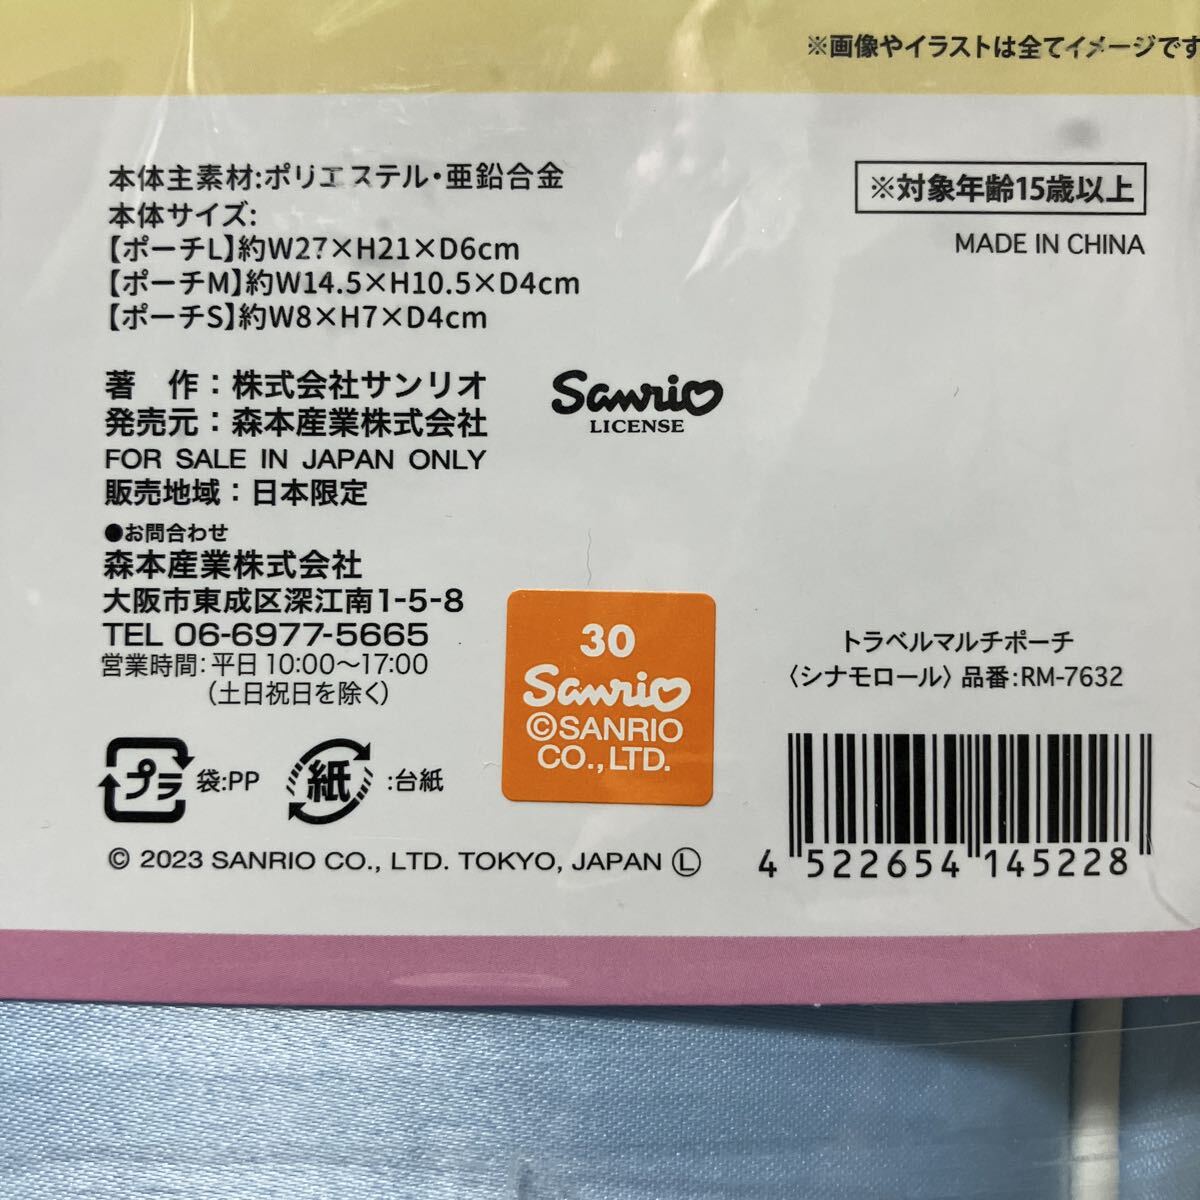 ※画像やイラストは全てイメージです
本体主素材:ポリエステル・亜鉛合金
本体サイズ:
【ポーチL】約W27×H21×D6cm
【ポーチM】約W14.5×H10.5×D4cm
【ポーチS】約W8×H7×D4cm
※対象年齢15歳以上
MADE IN CHINA
著　作：株式会社サンリオ
発売元：森本産業株式会社
FOR SALE IN JAPAN ONLY
販売地域：日本限定
Sanrio
LICENSE
●お問合わせ
森本産業株式会社
大阪市東成区深江南1-5-8
TEL 06-6977-5665
営業時間:平日10:00〜17:00
(土日祝日を除く)
30
Sanrio
©SANRIO
CO.,LTD.
トラベルマルチポーチ
〈シナモロール〉品番:RM-7632
プラ 袋:PP 紙 :台紙
4 522654 145228
© 2023 SANRIO CO., LTD. TOKYO, JAPAN Ⓛ